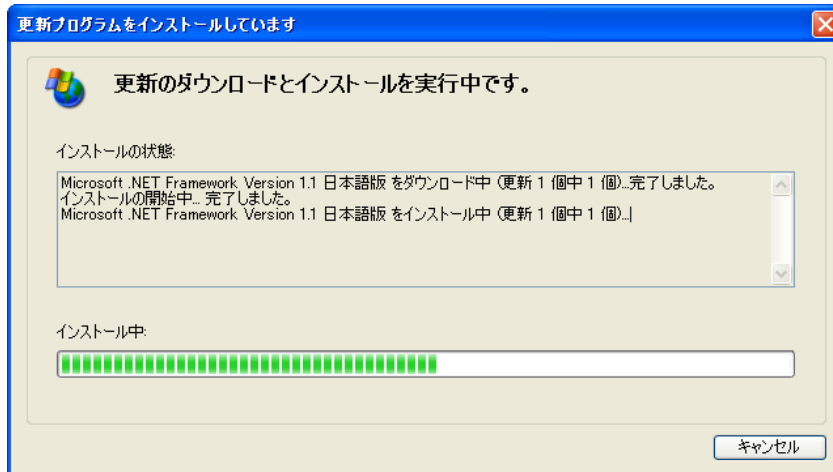 更新プログラムをインストールしています
更新のダウンロードとインストールを実行中です。
インストールの状態:
Microsoft .NET Framework Version 1.1 日本語版 をダウンロード中 (更新 1 個中 1 個)...完了しました。
インストールの開始中... 完了しました。
Microsoft .NET Framework Version 1.1 日本語版 をインストール中 (更新 1 個中 1 個)...
インストール中:
キャンセル